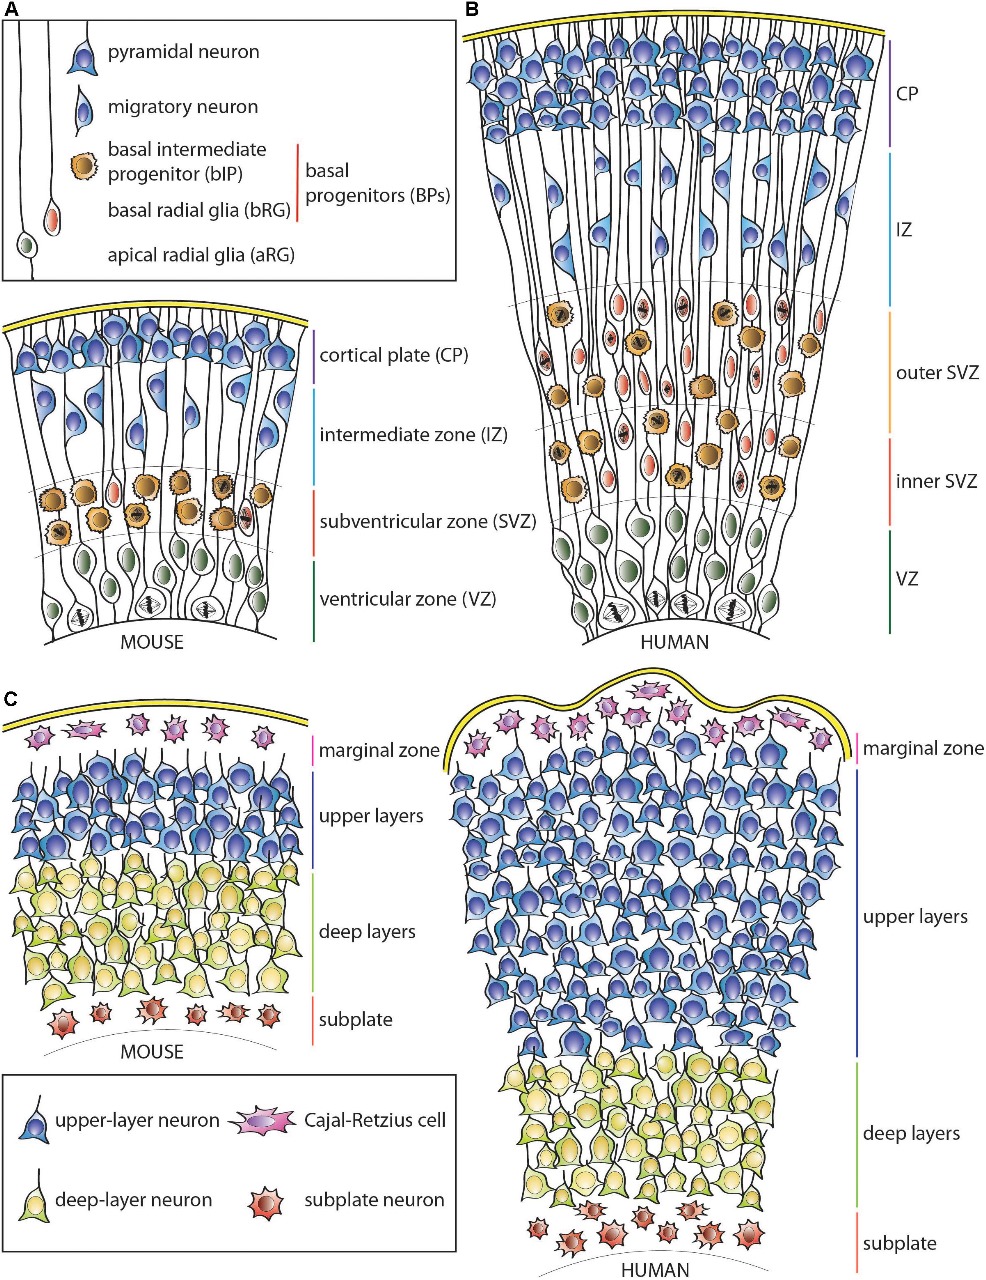 A
pyramidal neuron
migratory neuron
basal intermediate
progenitor (bIP)
basal radial glia (bRG)
basal
progenitors (BPs)
apical radial glia (aRG)
cortical plate (CP)
intermediate zone (IZ)
subventricular zone (SVZ)
ventricular zone (VZ)
MOUSE
B
CP
IZ
outer SVZ
inner SVZ
VZ
HUMAN
C
marginal zone
upper layers
deep layers
subplate
MOUSE
marginal zone
upper layers
deep layers
subplate
HUMAN
upper-layer neuron
Cajal-Retzius cell
deep-layer neuron
subplate neuron